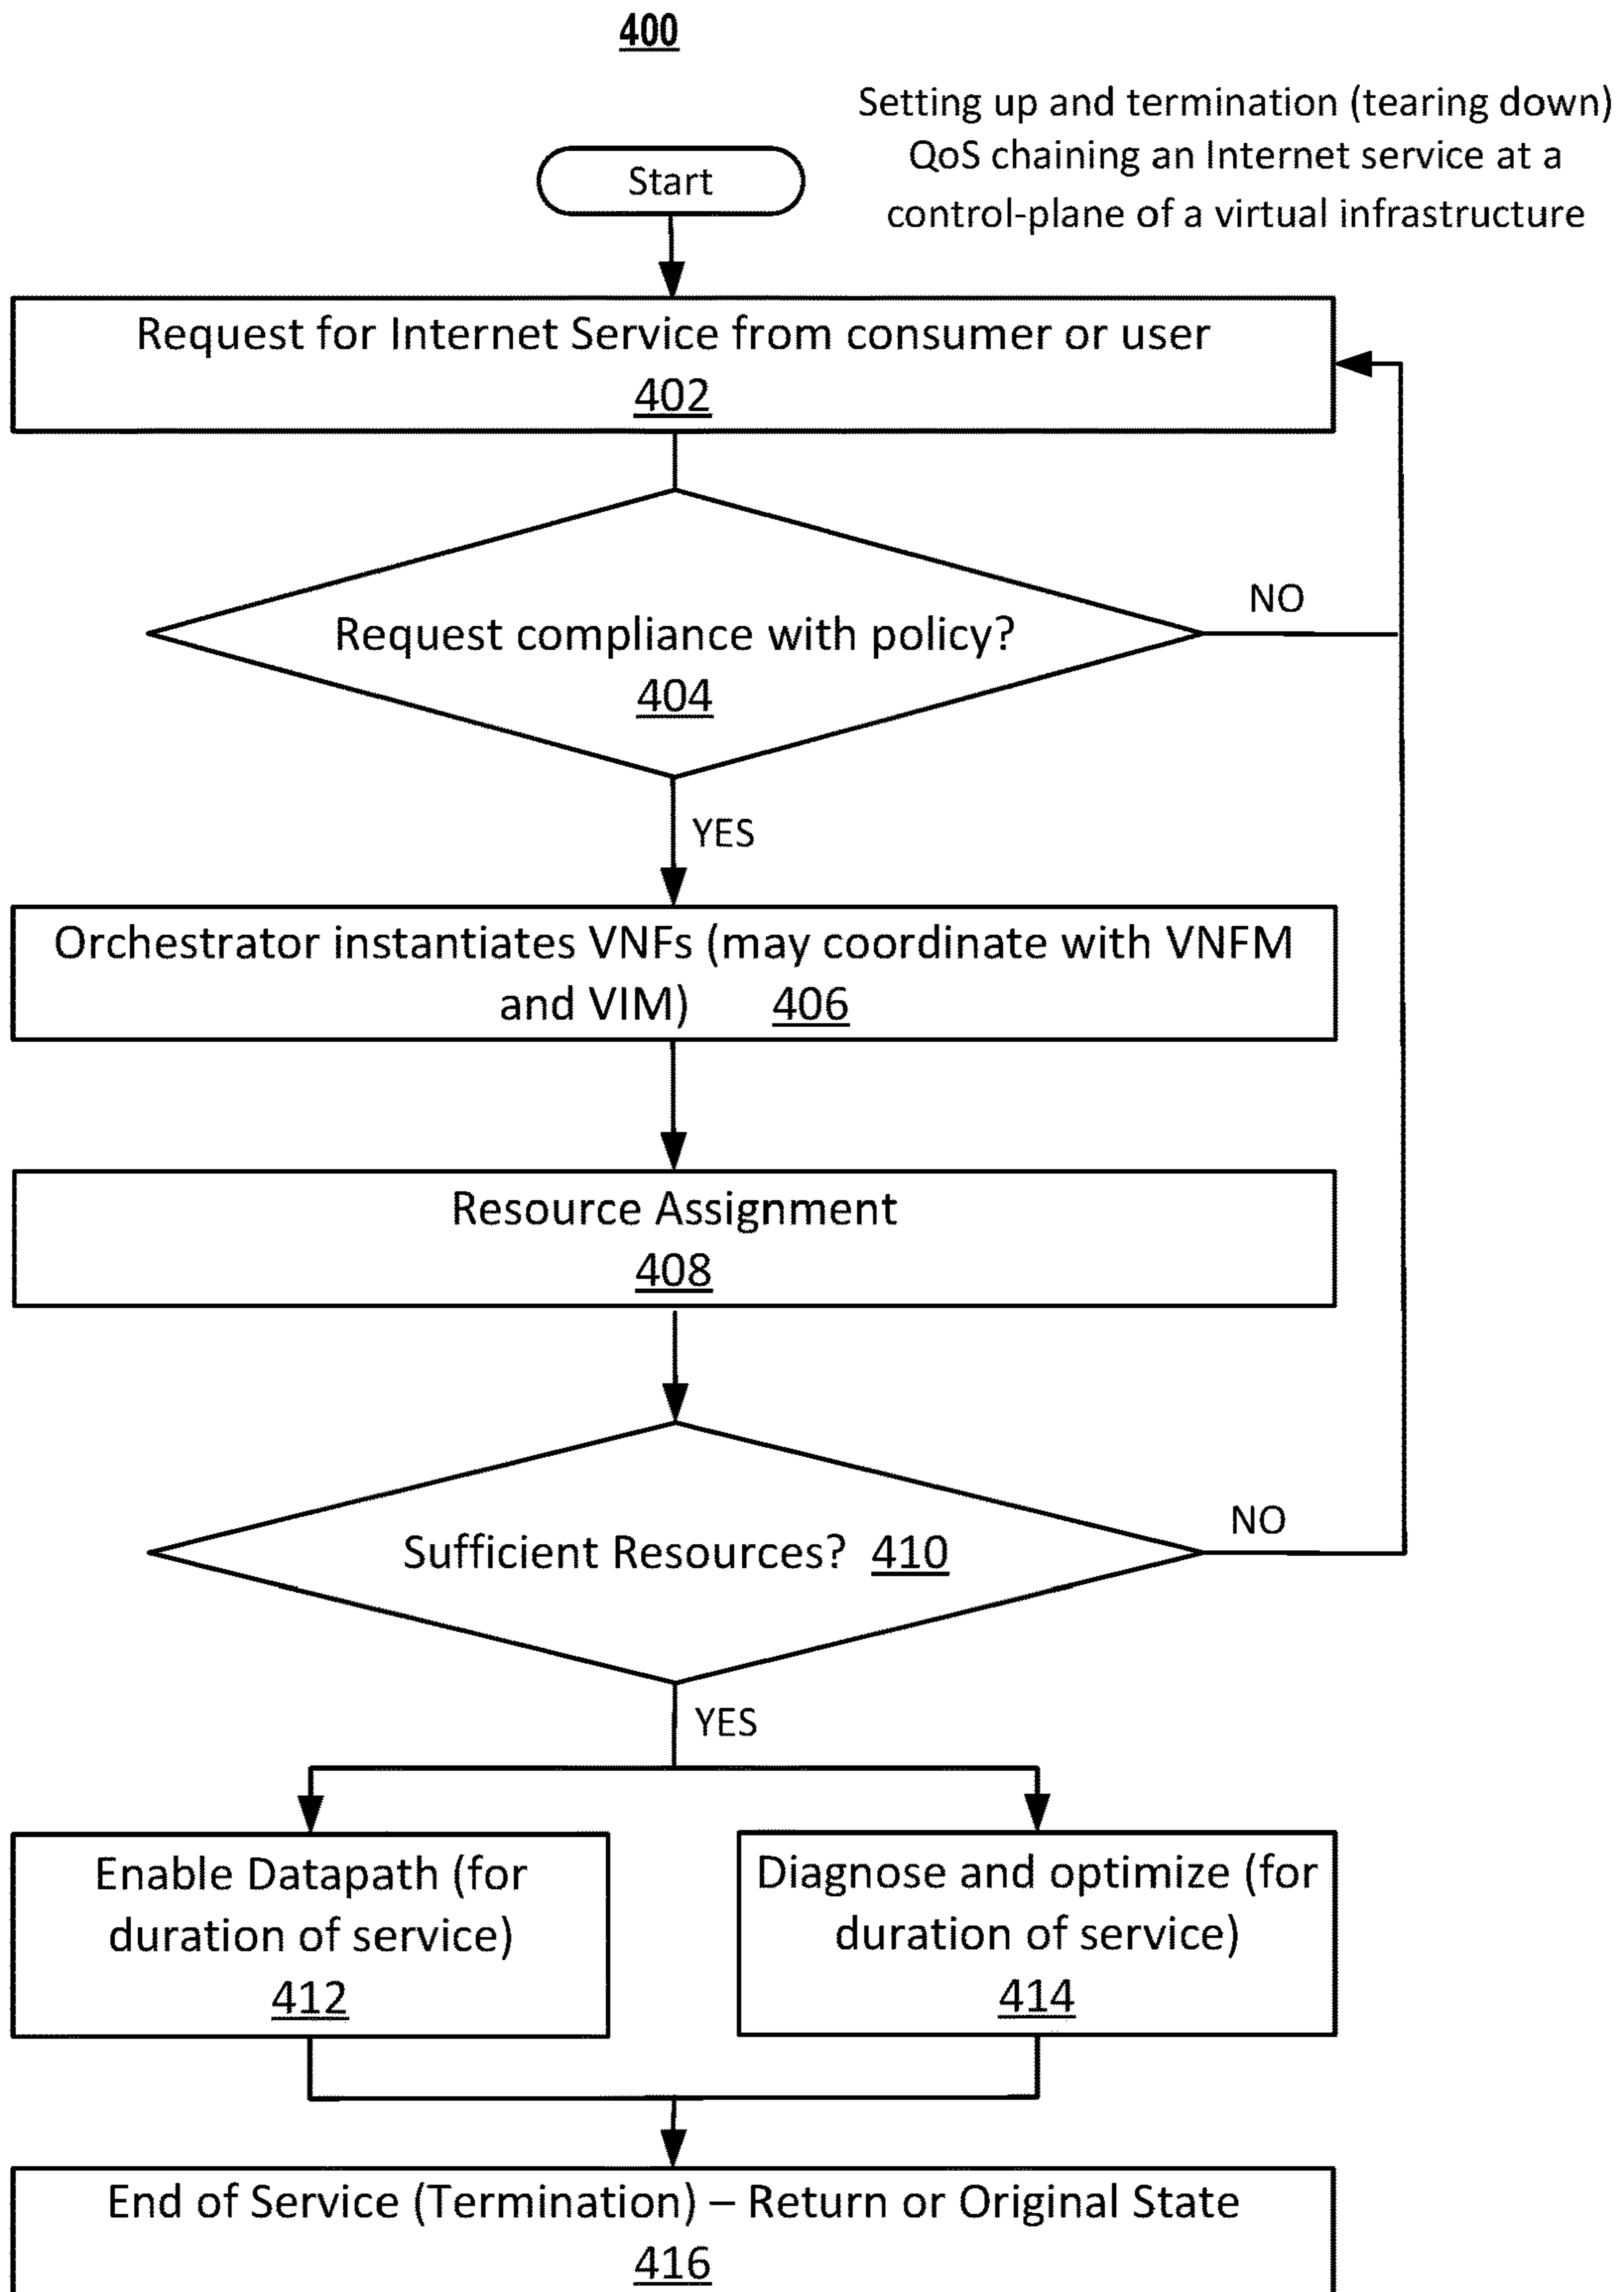 400
Setting up and termination (tearing down)
QoS chaining an Internet service at a
control-plane of a virtual infrastructure
Start
Request for Internet Service from consumer or user
402
Request compliance with policy?
404
NO
YES
Orchestrator instantiates VNFs (may coordinate with VNFM
and VIM) 406
Resource Assignment
408
Sufficient Resources? 410
NO
YES
Enable Datapath (for
duration of service)
412
Diagnose and optimize (for
duration of service)
414
End of Service (Termination) – Return or Original State
416